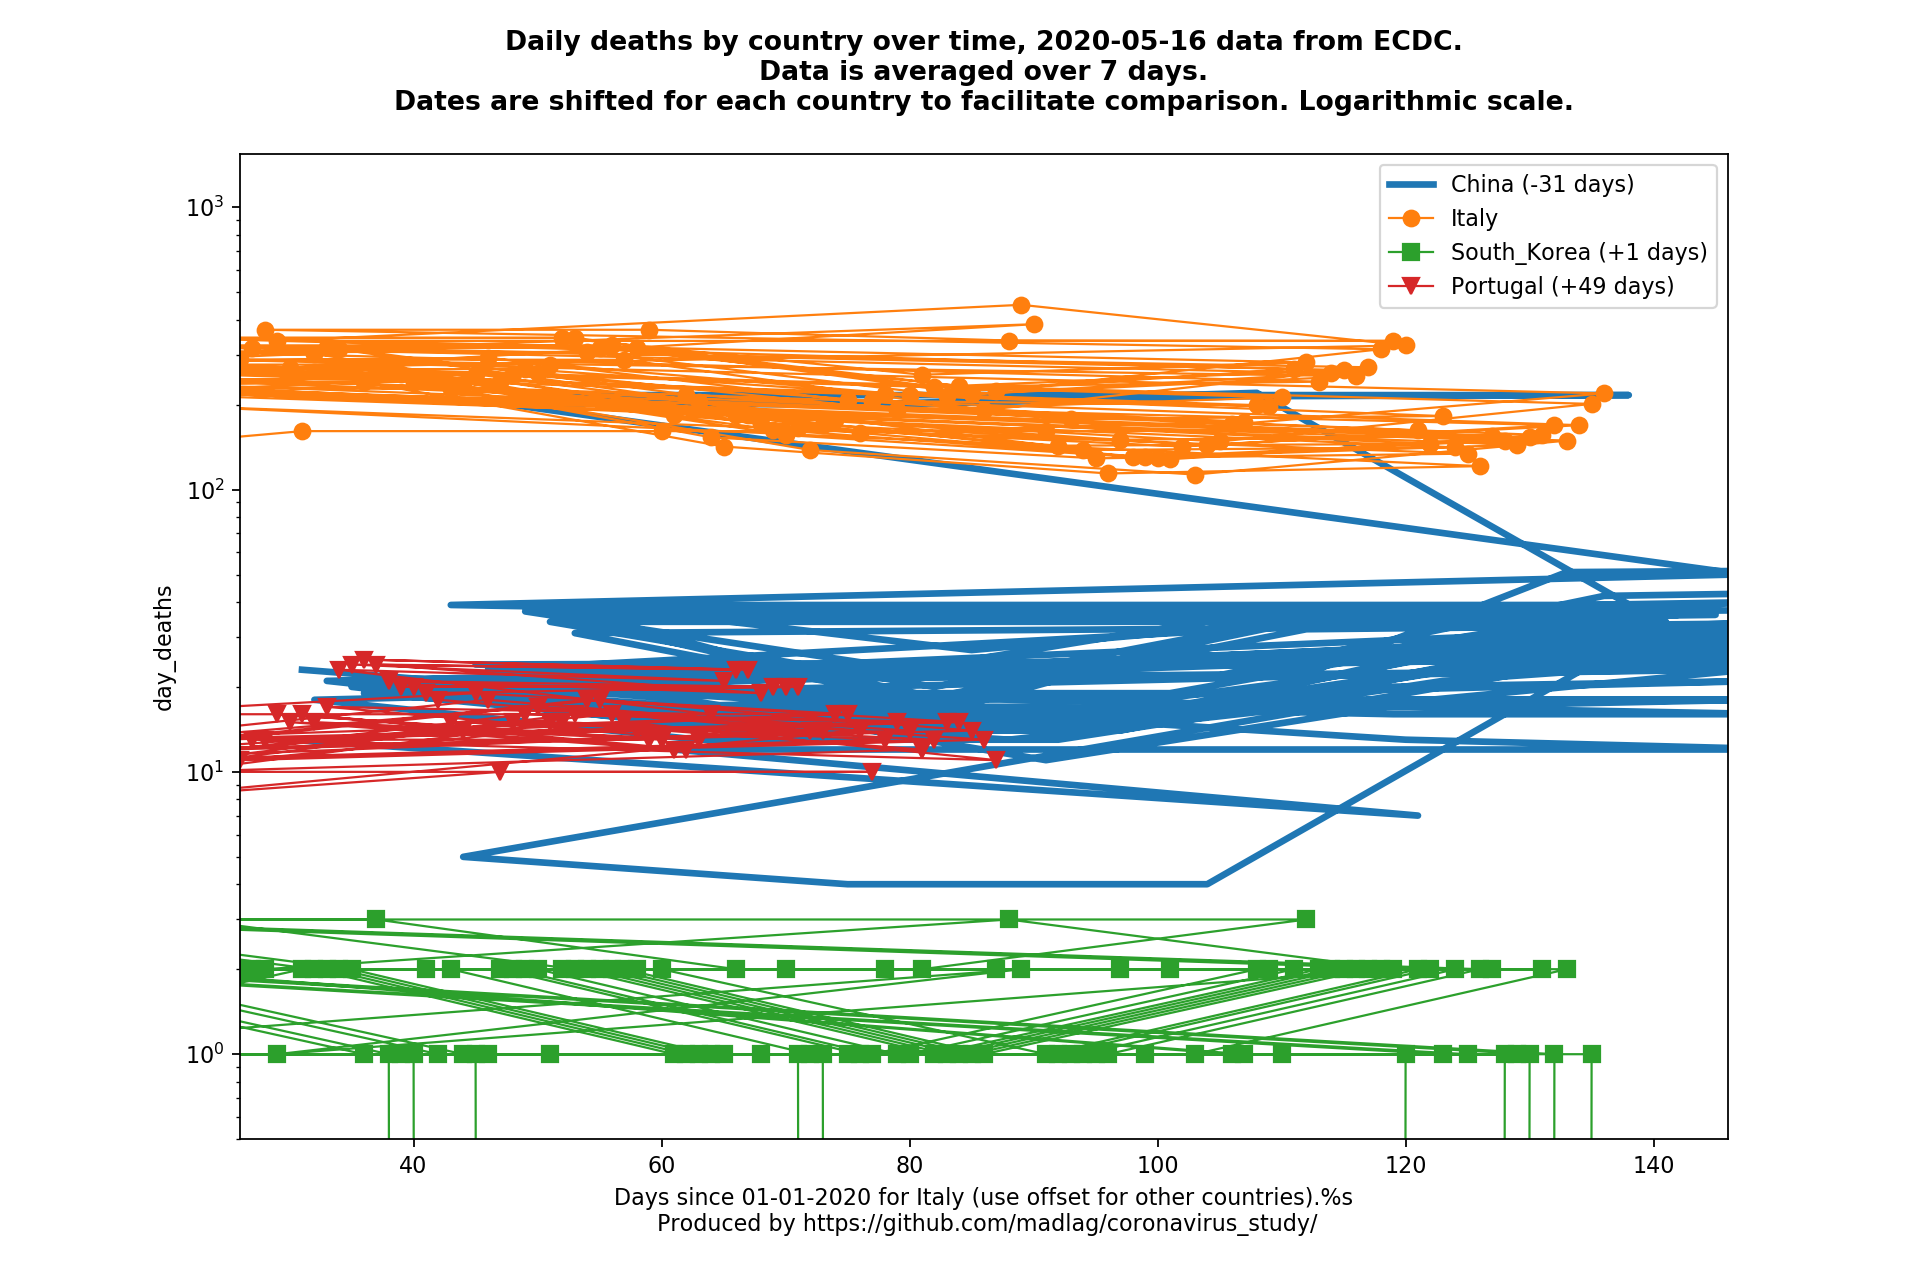 Daily deaths by country over time, 2020-05-16 data from ECDC.
Data is averaged over 7 days.
Dates are shifted for each country to facilitate comparison. Logarithmic scale.
China (-31 days)
Italy
South_Korea (+1 days)
Portugal (+49 days)
day_deaths
10³
10²
10¹
10⁰
40 60 80 100 120 140
Days since 01-01-2020 for Italy (use offset for other countries).%s
Produced by https://github.com/madlag/coronavirus_study/